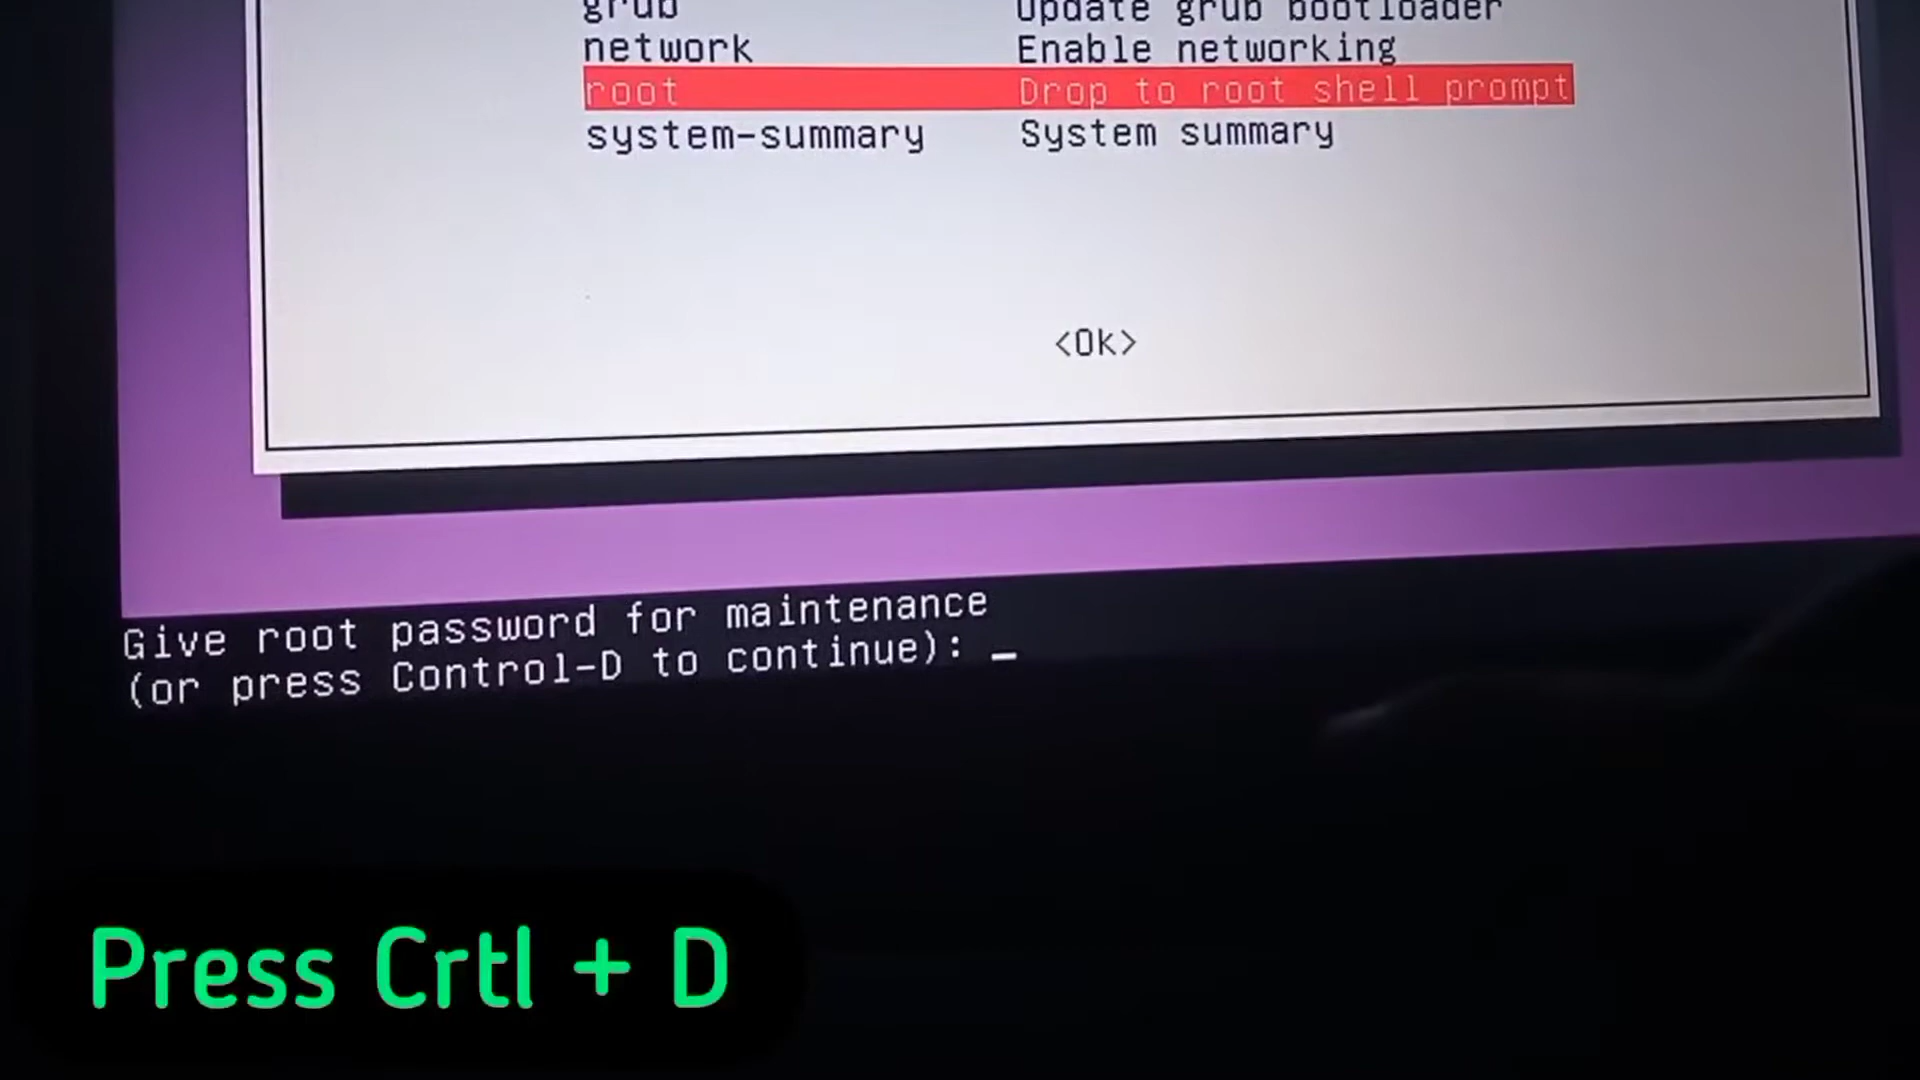 grub Update grub bootloader
network Enable networking
root Drop to root shell prompt
system-summary System summary
<Ok>
Give root password for maintenance
(or press Control-D to continue): _
Press Crtl + D